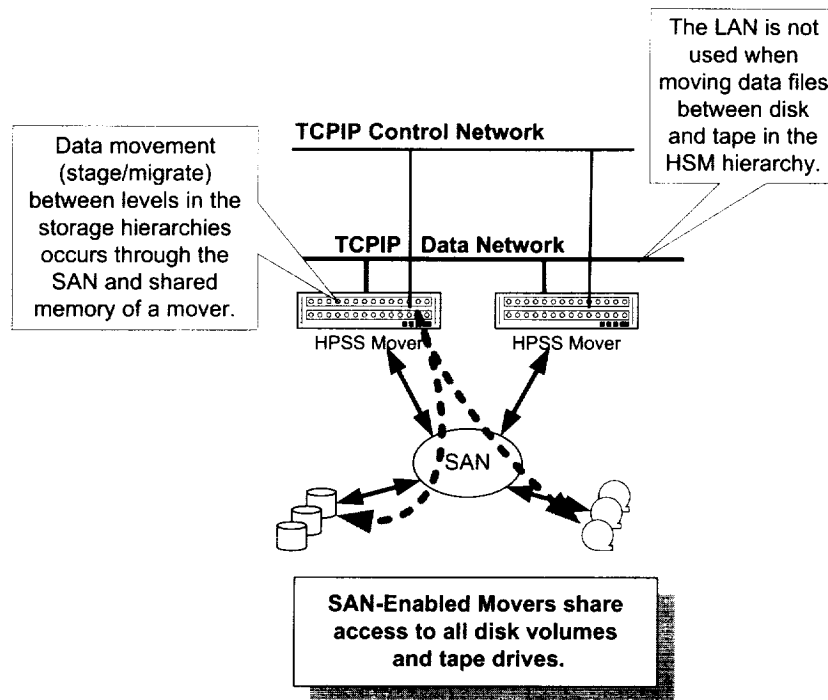 The LAN is not
used when
moving data files
between disk
and tape in the
HSM hierarchy.
TCPIP Control Network
Data movement
(stage/migrate)
between levels in the
storage hierarchies
occurs through the
SAN and shared
memory of a mover.
TCPIP Data Network
HPSS Mover
HPSS Mover
SAN
SAN-Enabled Movers share
access to all disk volumes
and tape drives.